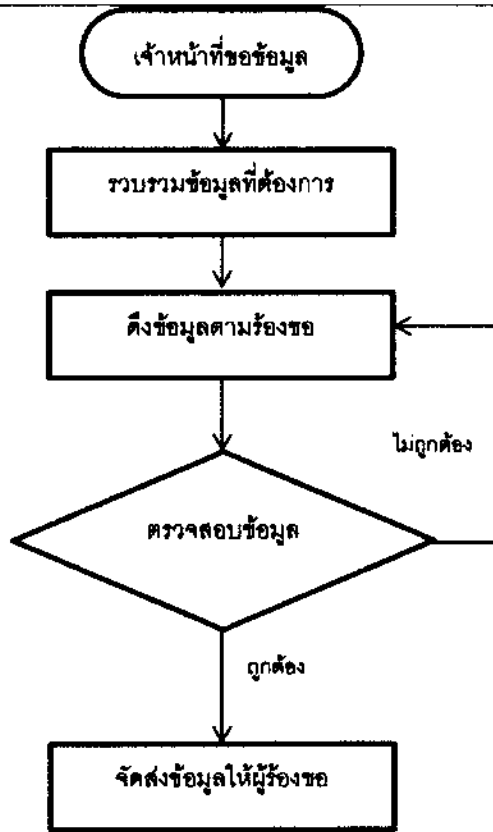 เจ้าหน้าที่ขอข้อมูล
รวบรวมข้อมูลที่ต้องการ
ดึงข้อมูลตามร้องขอ
ไม่ถูกต้อง
ตรวจสอบข้อมูล
ถูกต้อง
จัดส่งข้อมูลให้ผู้ร้องขอ